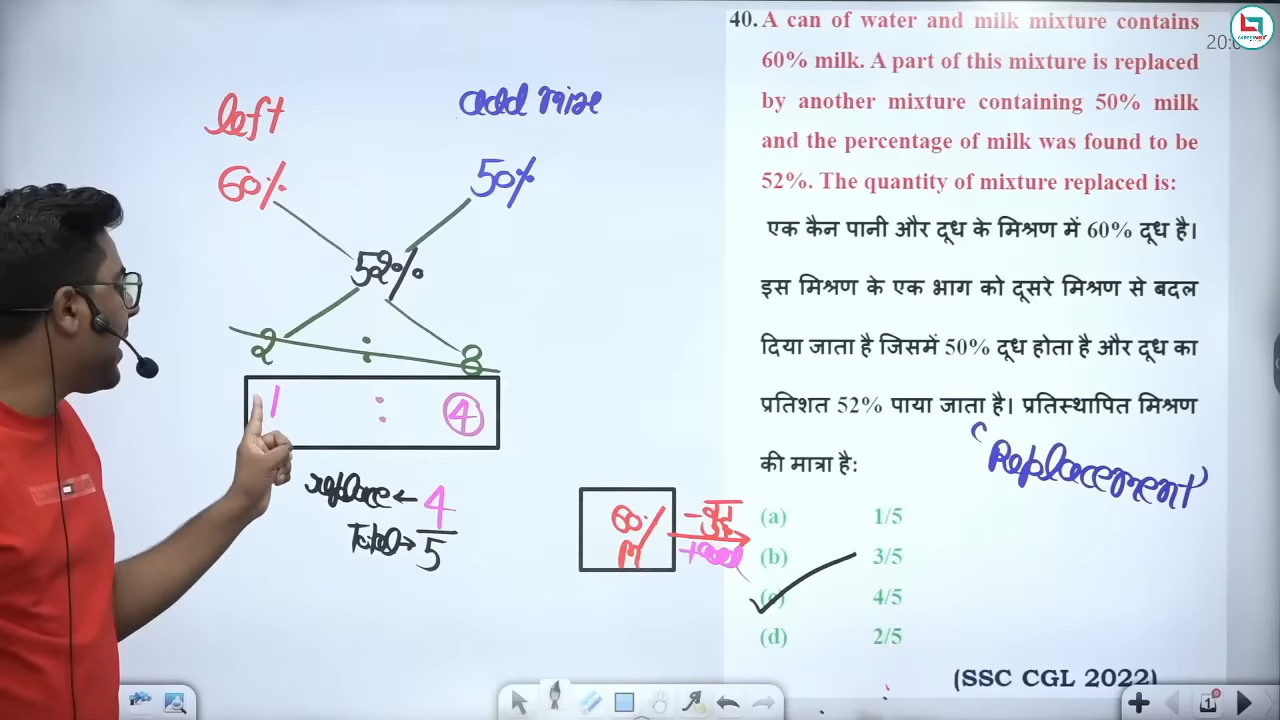 40. A can of water and milk mixture contains
60% milk. A part of this mixture is replaced
by another mixture containing 50% milk
and the percentage of milk was found to be
52%. The quantity of mixture replaced is:
एक कैन पानी और दूध के मिश्रण में 60% दूध है।
इस मिश्रण के एक भाग को दूसरे मिश्रण से बदल
दिया जाता है जिसमें 50% दूध होता है और दूध का
प्रतिशत 52% पाया जाता है। प्रतिस्थापित मिश्रण
की मात्रा है:
(a) 1/5
(b) 3/5
(c) 4/5
(d) 2/5
(SSC CGL 2022)
Replacement
left
60% 50%
52%
2 : 8
1 : 4
replace ← 4
Total → 5
60%
M
1